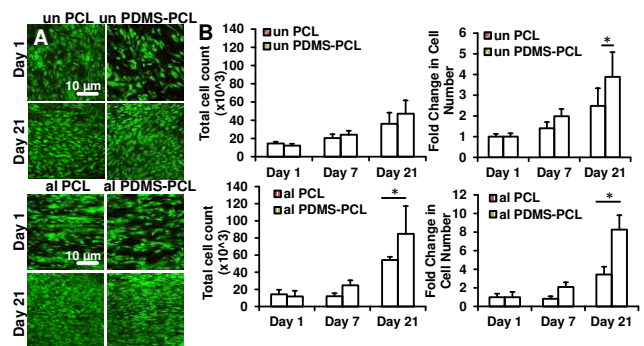 A
un PCL un PDMS-PCL
Day 1
10 µm
Day 21
al PCL al PDMS-PCL
Day 1
10 µm
Day 21
B
Total cell count
(x10^3)
140
120
100
80
60
40
20
0
un PCL
un PDMS-PCL
Day 1 Day 7 Day 21
Fold Change in Cell
Number
6
5
4
3
2
1
0
un PCL
un PDMS-PCL
*
Day 1 Day 7 Day 21
Total cell count
(x10^3)
140
120
100
80
60
40
20
0
al PCL
al PDMS-PCL
*
Day 1 Day 7 Day 21
Fold Change in
Cell Number
12
10
8
6
4
2
0
al PCL
al PDMS-PCL
*
Day 1 Day 7 Day 21